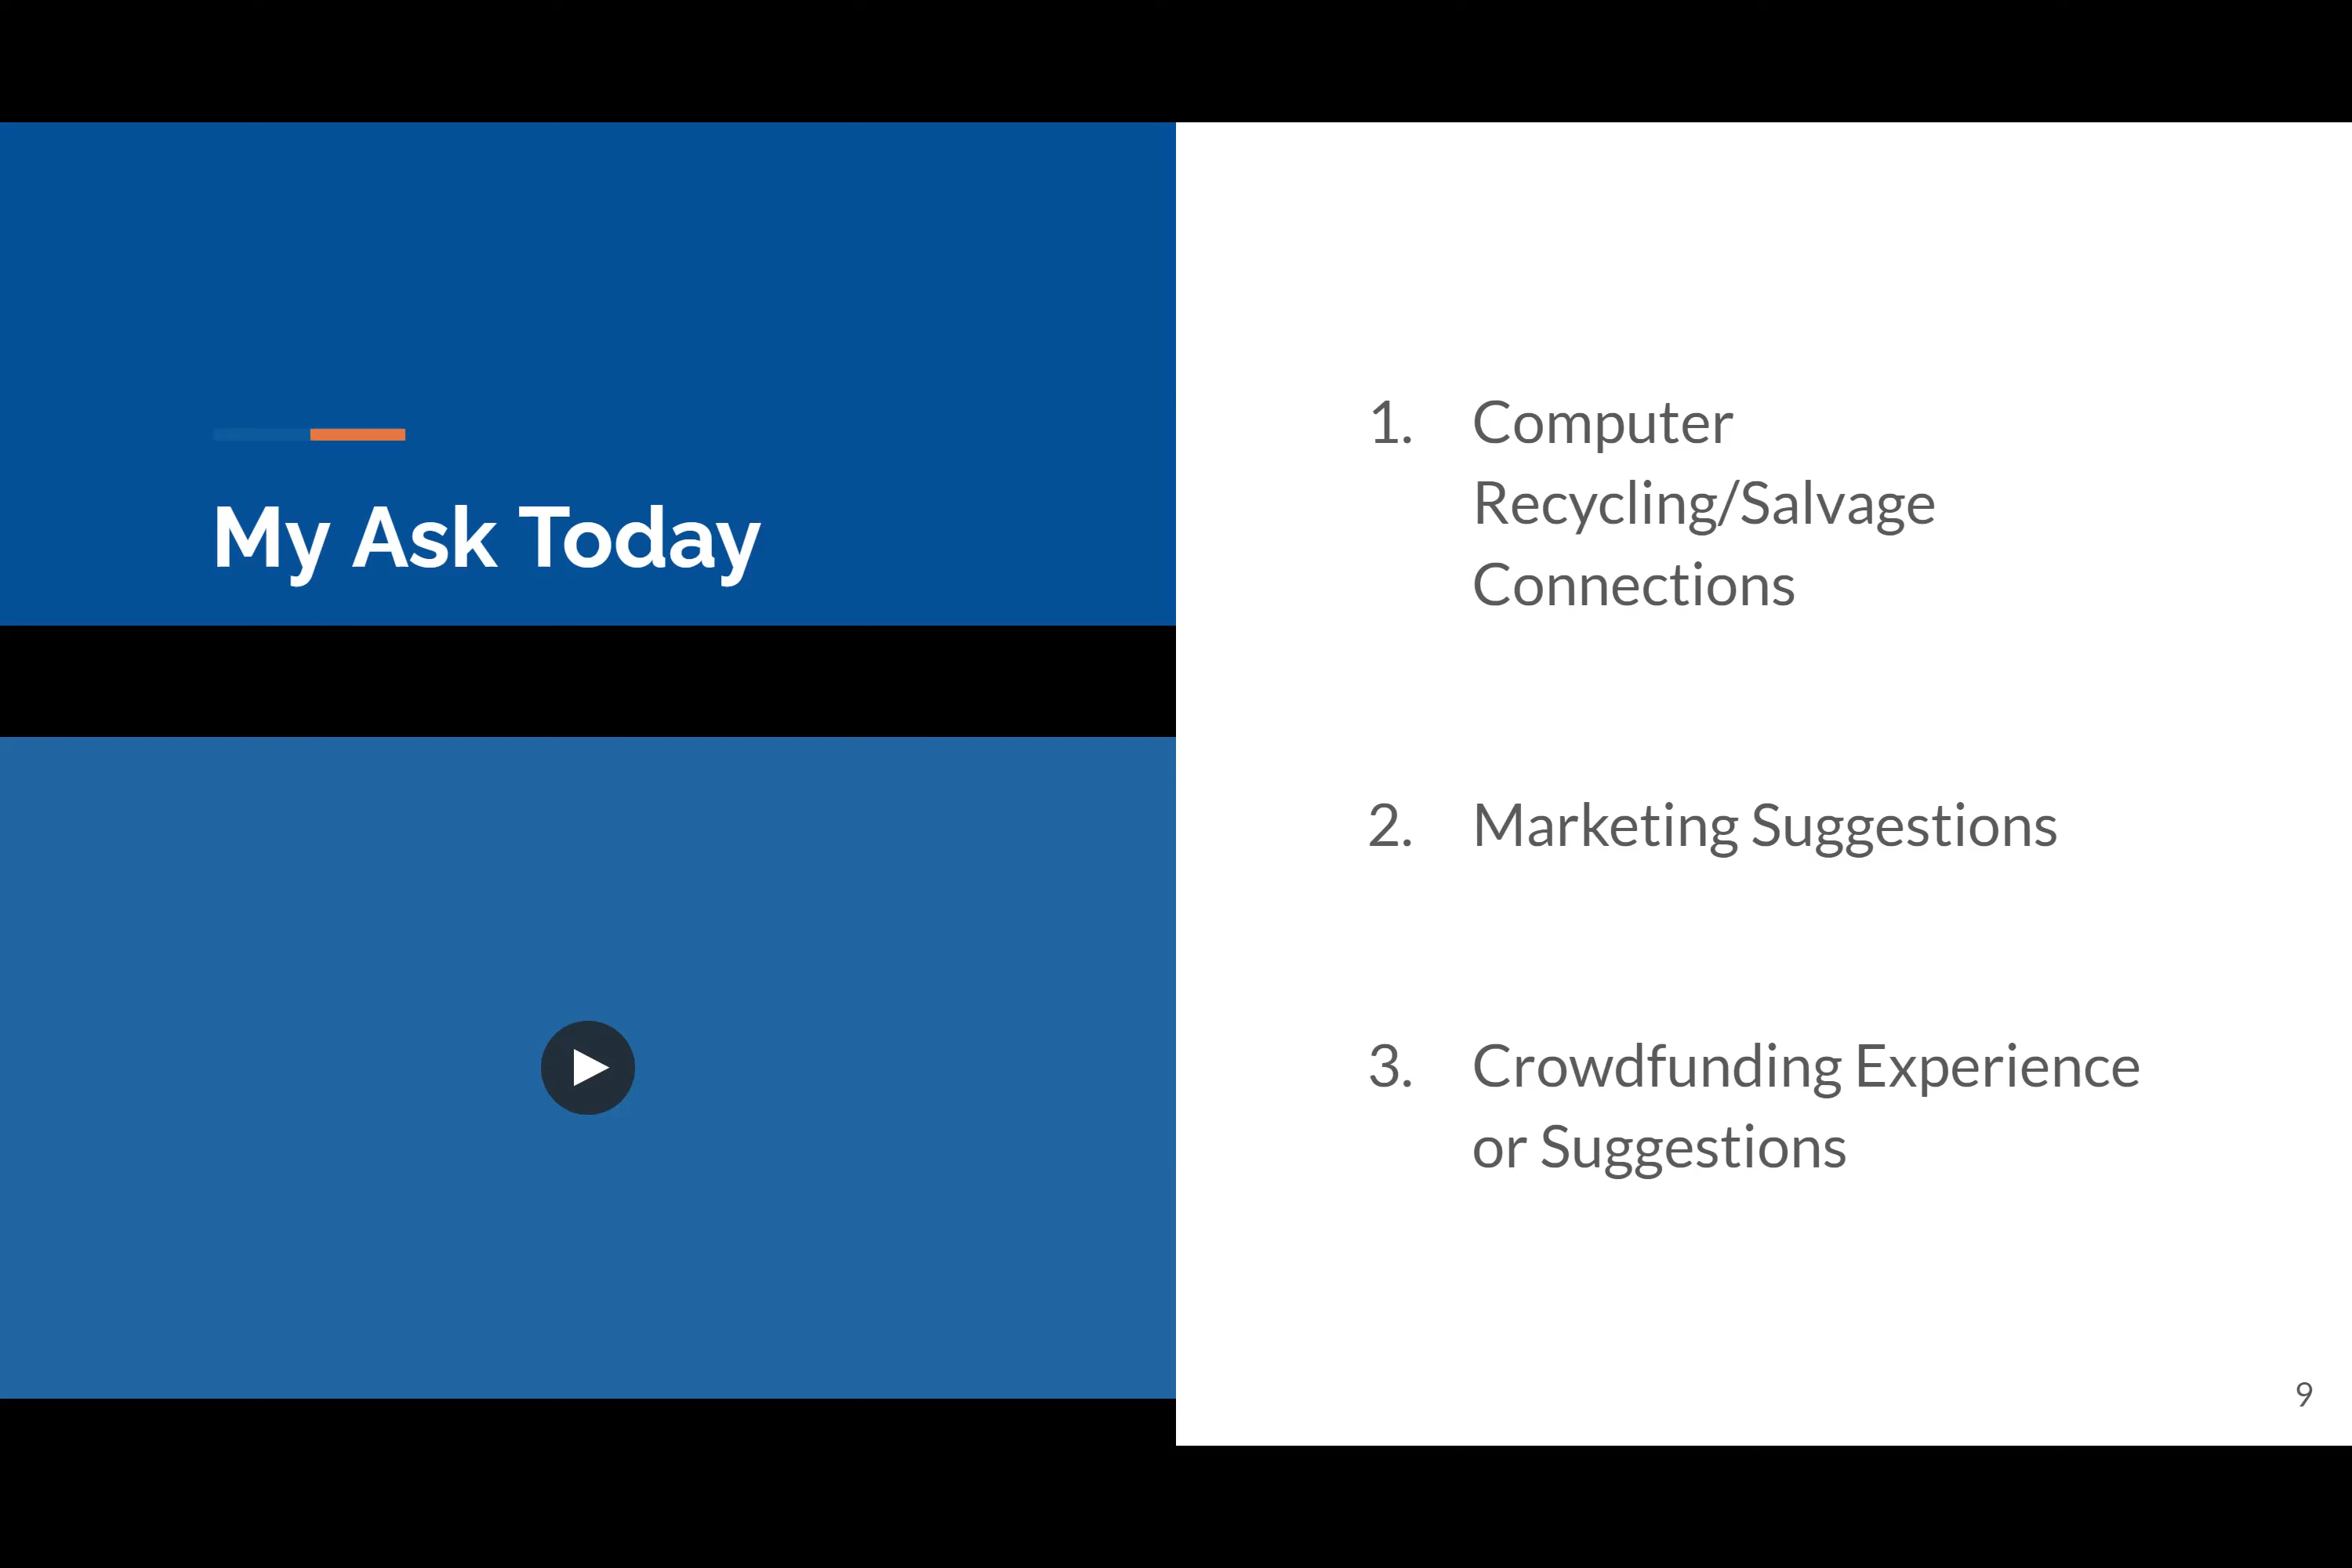 My Ask Today
1. Computer
Recycling/Salvage
Connections
2. Marketing Suggestions
3. Crowdfunding Experience
or Suggestions
9